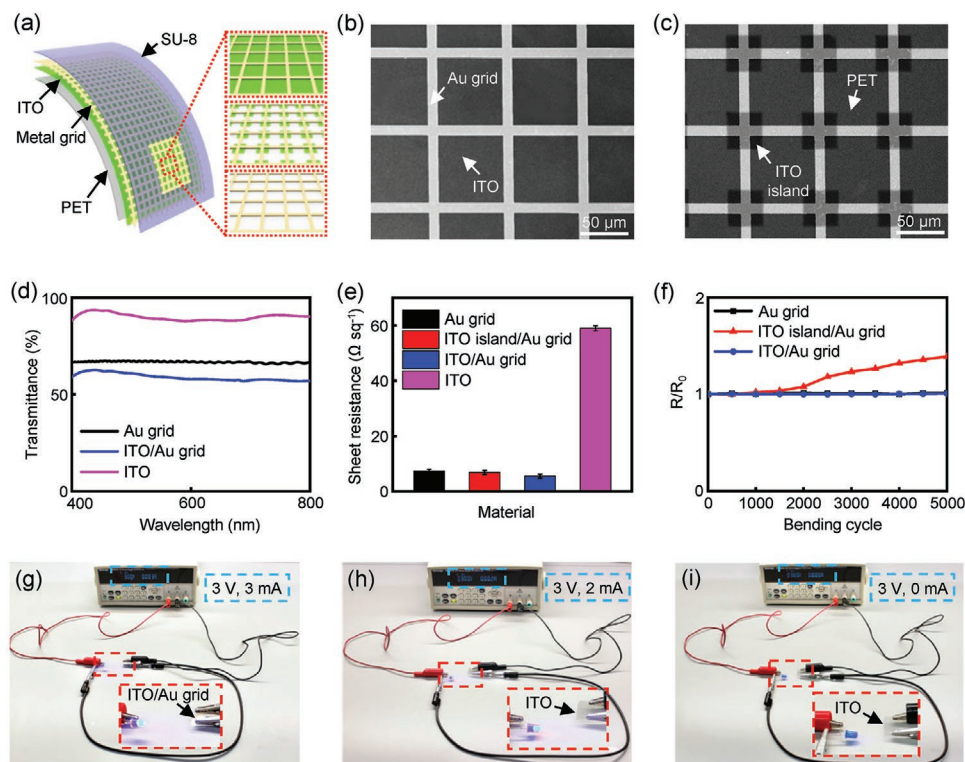 (a)
SU-8
ITO
Metal grid
PET
(b)
Au grid
ITO
50 µm
(c)
PET
ITO
island
50 µm
(d)
Transmittance (%)
100
50
0
400
600
800
Wavelength (nm)
Au grid
ITO/Au grid
ITO
(e)
Sheet resistance (Ω sq⁻¹)
60
40
20
0
Au grid
ITO island/Au grid
ITO/Au grid
ITO
Material
(f)
R/R₀
2
1
0
Au grid
ITO island/Au grid
ITO/Au grid
0
1000
2000
3000
4000
5000
Bending cycle
(g)
3 V, 3 mA
ITO/Au grid
(h)
3 V, 2 mA
ITO
(i)
3 V, 0 mA
ITO